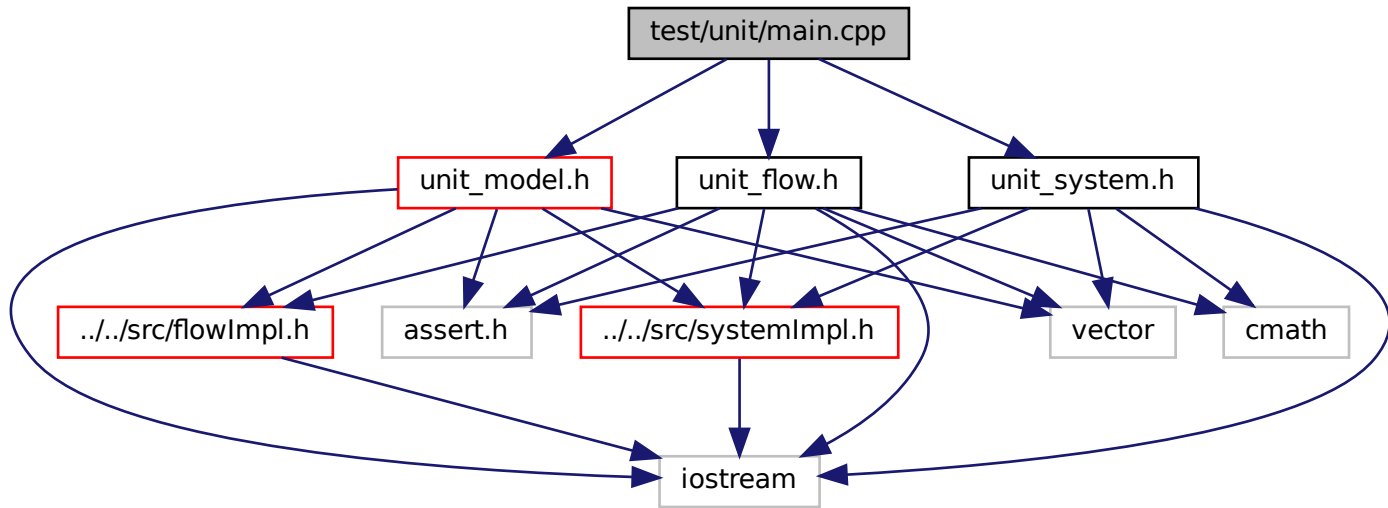 test/unit/main.cpp
unit_model.h
unit_flow.h
unit_system.h
../../src/flowImpl.h
assert.h
../../src/systemImpl.h
vector
cmath
iostream